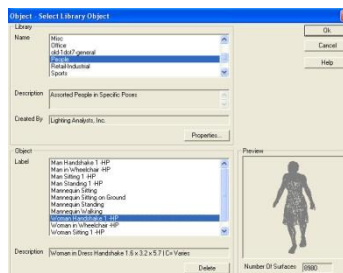 Object - Select Library Object
Library
Name
Misc
Office
old-1dot7-general
People
Retail-Industrial
Sports
Ok
Cancel
Help
Description
Assorted People in Specific Poses
Created By
Lighting Analysts, Inc.
Properties...
Object
Label
Man Handshake 1 -HP
Man in Wheelchair -HP
Man Sitting 1 -HP
Man Standing 1 -HP
Mannequin Sitting
Mannequin Sitting on Ground
Mannequin Standing
Mannequin Walking
Woman Handshake 1 -HP
Woman in Wheelchair -HP
Woman Sitting 1 -HP
Description
Woman in Dress Handshake 1.6 x 3.2 x 5.7 I C= Varies
Delete
Preview
Number Of Surfaces
8980